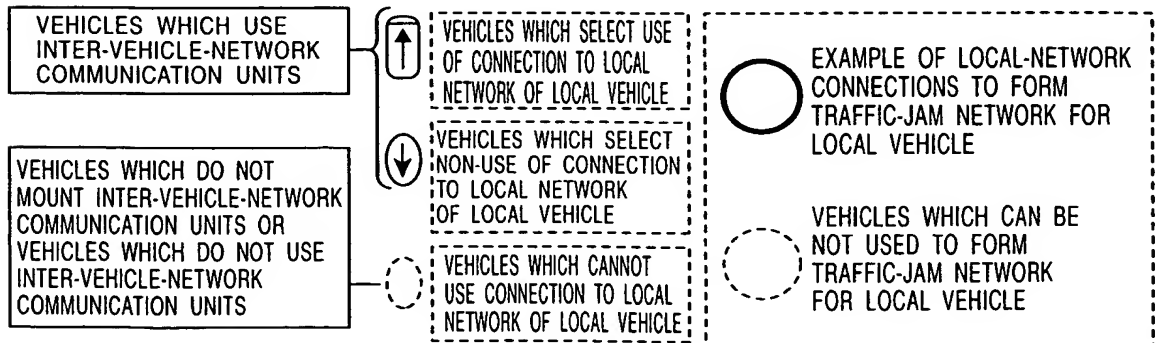 VEHICLES WHICH USE
INTER-VEHICLE-NETWORK
COMMUNICATION UNITS
VEHICLES WHICH SELECT USE
OF CONNECTION TO LOCAL
NETWORK OF LOCAL VEHICLE
VEHICLES WHICH SELECT
NON-USE OF CONNECTION
TO LOCAL NETWORK
OF LOCAL VEHICLE
VEHICLES WHICH DO NOT
MOUNT INTER-VEHICLE-NETWORK
COMMUNICATION UNITS OR
VEHICLES WHICH DO NOT USE
INTER-VEHICLE-NETWORK
COMMUNICATION UNITS
VEHICLES WHICH CANNOT
USE CONNECTION TO LOCAL
NETWORK OF LOCAL VEHICLE
EXAMPLE OF LOCAL-NETWORK
CONNECTIONS TO FORM
TRAFFIC-JAM NETWORK FOR
LOCAL VEHICLE
VEHICLES WHICH CAN BE
NOT USED TO FORM
TRAFFIC-JAM NETWORK
FOR LOCAL VEHICLE